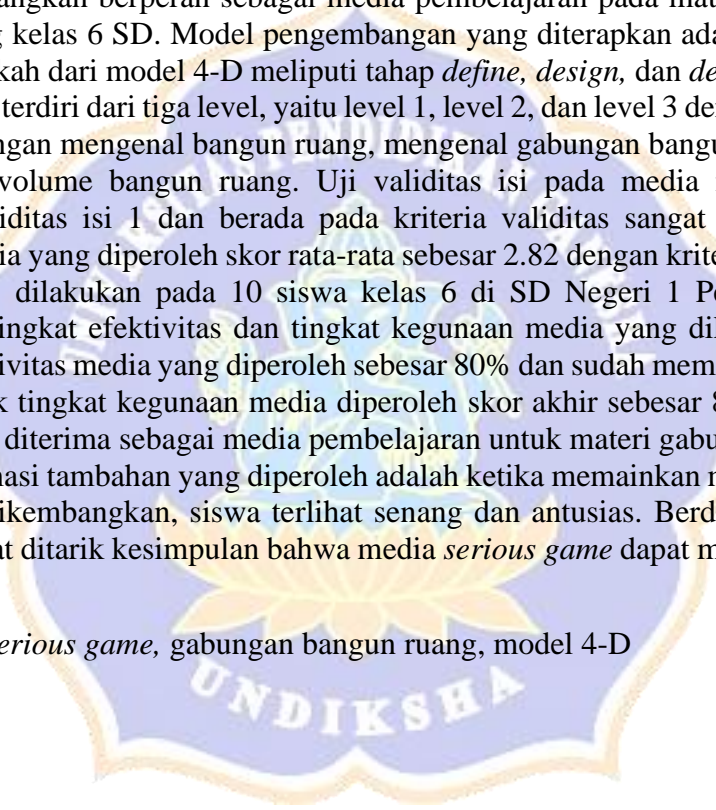 angkan berperan sebagai media pembelajaran pada mat
g kelas 6 SD. Model pengembangan yang diterapkan ada
kah dari model 4-D meliputi tahap define, design, dan de
terdiri dari tiga level, yaitu level 1, level 2, dan level 3 de
ngan mengenal bangun ruang, mengenal gabungan bangu
volume bangun ruang. Uji validitas isi pada media
iditas isi 1 dan berada pada kriteria validitas sangat
ia yang diperoleh skor rata-rata sebesar 2.82 dengan krite
dilakukan pada 10 siswa kelas 6 di SD Negeri 1 Pe
ingkat efektivitas dan tingkat kegunaan media yang di
ivitas media yang diperoleh sebesar 80% dan sudah mem
k tingkat kegunaan media diperoleh skor akhir sebesar 8
diterima sebagai media pembelajaran untuk materi gabu
nasi tambahan yang diperoleh adalah ketika memainkan
ikembangkan, siswa terlihat senang dan antusias. Berd
at ditarik kesimpulan bahwa media serious game dapat m
erious game, gabungan bangun ruang, model 4-D
UNIVERSITAS PENDIDIKAN GANESHA
UNDIKSHA